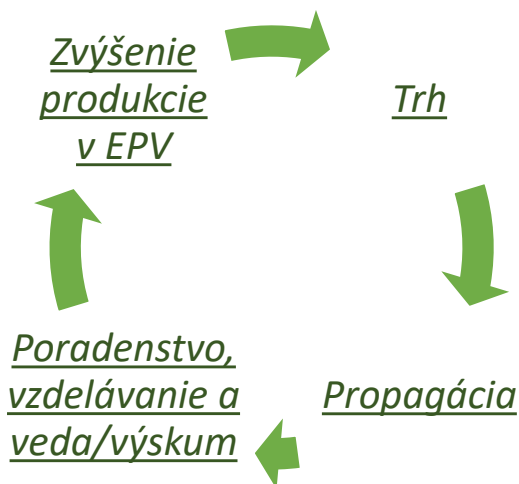 Zvýšenie
produkcie
v EPV
Trh
Propagácia
Poradenstvo,
vzdelávanie a
veda/výskum